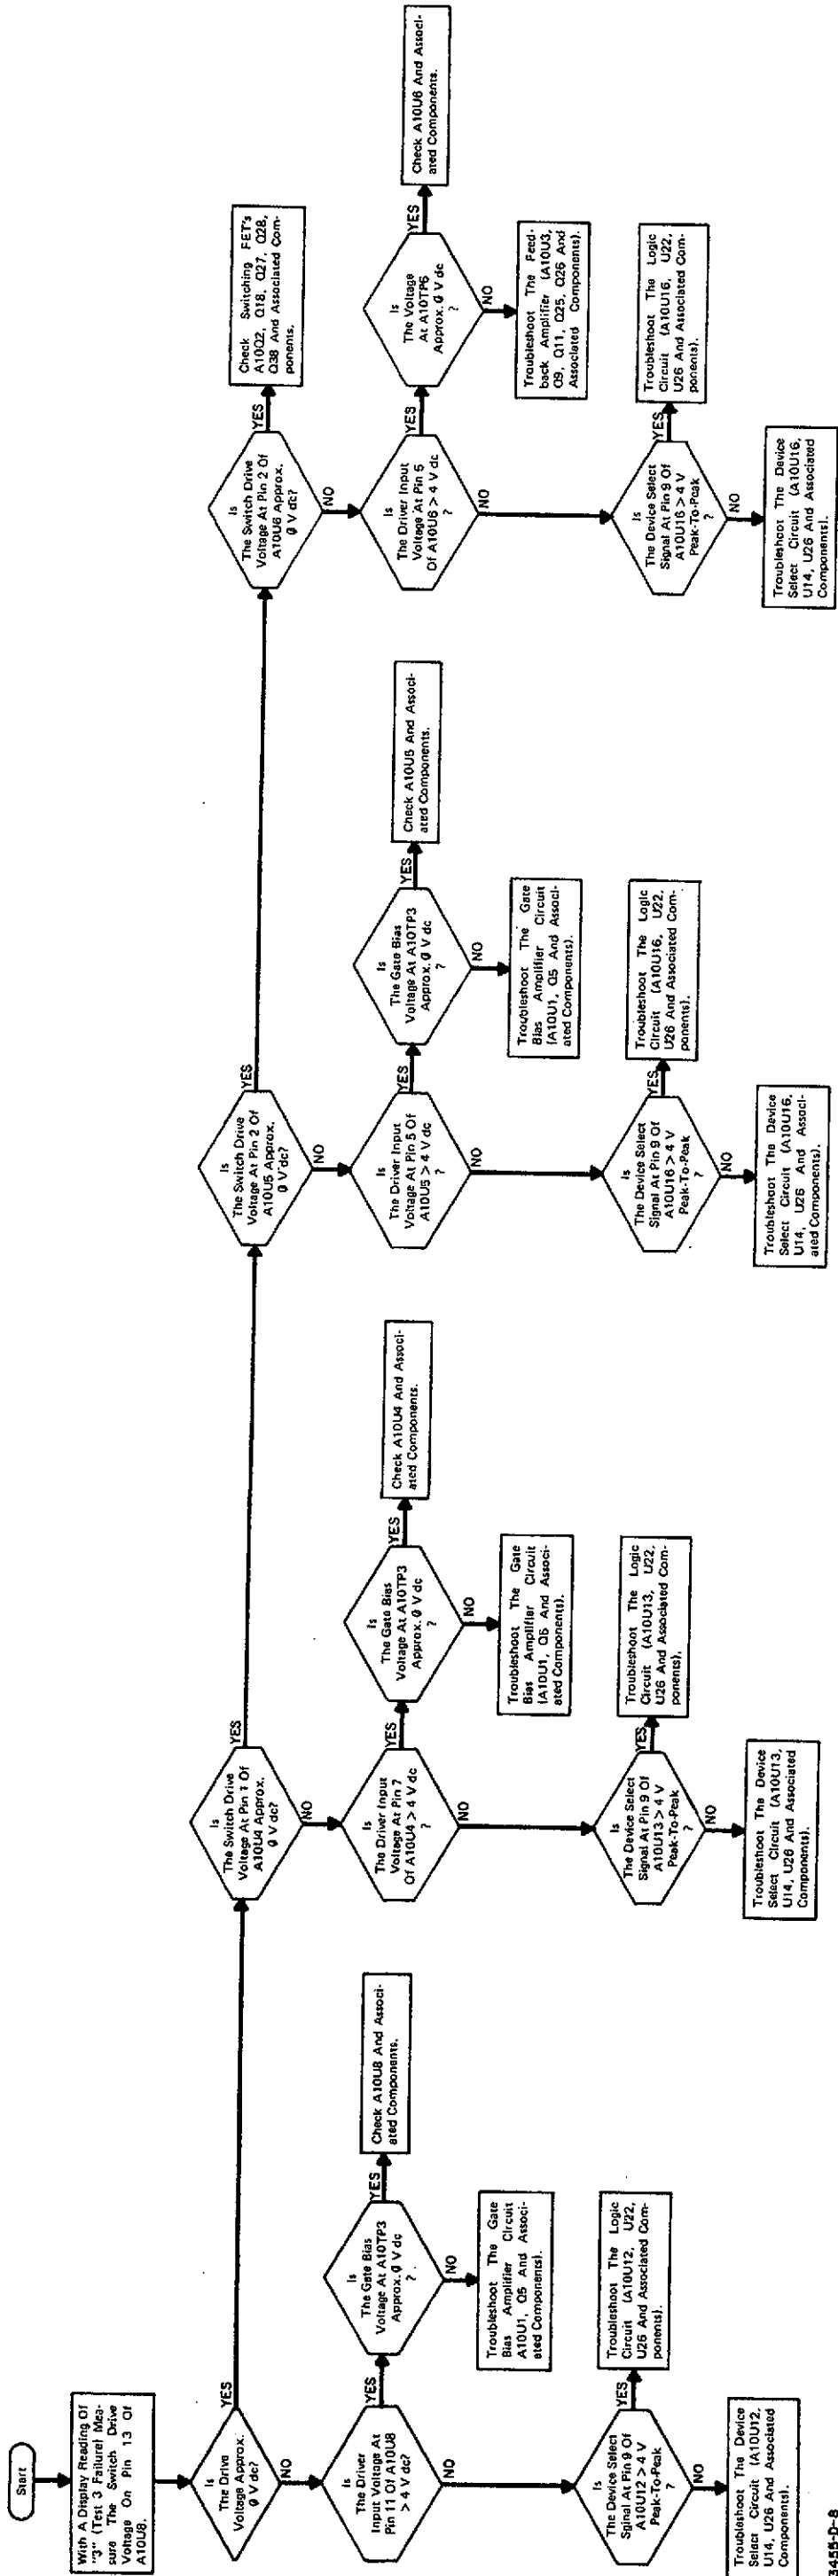 Start
With A Display Reading Of
"3" (Test 3 Failure) Mea-
sure The Switch Drive
Voltage On Pin 13 Of
A10U8.
Is
The Drive
Voltage Approx.
0 V dc?
YES
NO
Is
The Driver
Input Voltage At
Pin 11 Of A10U8
> 4 V dc?
YES
NO
Is
The Gate Bias
Voltage At A10TP3
Approx. 0 V dc
?
YES
NO
Check A10U8 And Associ-
ated Components.
Troubleshoot The Gate
Bias Amplifier Circuit
A10U1, Q5 And Associ-
ated Components).
Is
The Device Select
Sginal At Pin 9 Of
A10U12 > 4 V
Peak-To-Peak
?
YES
NO
Troubleshoot The Logic
Circuit (A10U12, U22,
U26 And Associated Com-
ponents).
Troubleshoot The Device
Select Circuit (A10U12,
U14, U26 And Associated
Components).
Is
The Switch Drive
Voltage At Pin 1 Of
A10U4 Approx.
0 V dc?
YES
NO
Is
The Driver Input
Voltage At Pin 7
Of A10U4 > 4 V dc
?
YES
NO
Is
The Gate Bias
Voltage At A10TP3
Approx. 0 V dc
?
YES
NO
Check A10U4 And Associ-
ated Components.
Troubleshoot The Gate
Bias Amplifier Circuit
(A10U1, Q5 And Associ-
ated Components).
Is
The Device Select
Signal At Pin 9 Of
A10U13 > 4 V
Peak-To-Peak
?
YES
NO
Troubleshoot The Logic
Circuit (A10U13, U22,
U26 And Associated Com-
ponents).
Troubleshoot The Device
Select Circuit (A10U13,
U14, U26 And Associated
Components).
Is
The Switch Drive
Voltage At Pin 2 Of
A10U5 Approx.
0 V dc?
YES
NO
Is
The Driver Input
Voltage At Pin 5 Of
A10U5 > 4 V dc
?
YES
NO
Is
The Gate Bias
Voltage At A10TP3
Approx. 0 V dc
?
YES
NO
Check A10U5 And Associ-
ated Components.
Troubleshoot The Gate
Bias Amplifier Circuit
(A10U1, Q5 And Associ-
ated Components).
Is
The Device Select
Signal At Pin 9 Of
A10U16 > 4 V
Peak-To-Peak
?
YES
NO
Troubleshoot The Logic
Circuit (A10U16, U22,
U26 And Associated Com-
ponents).
Troubleshoot The Device
Select Circuit (A10U16,
U14, U26 And Associ-
ated Components).
Is
The Switch Drive
Voltage At Pin 2 Of
A10U6 Approx.
0 V dc?
YES
NO
Check Switching FET's
A10Q2, Q18, Q27, Q28,
Q38 And Associated Com-
ponents.
Is
The Driver Input
Voltage At Pin 5
Of A10U6 > 4 V dc
?
YES
NO
Is
The Voltage
At A10TP6
Approx. 0 V dc
?
YES
NO
Check A10U6 And Associ-
ated Components.
Troubleshoot The Feed-
back Amplifier (A10U3,
Q9, Q11, Q25, Q26 And
Associated Components).
Is
The Device Select
Signal At Pin 9 Of
A10U16 > 4 V
Peak-To-Peak
?
YES
NO
Troubleshoot The Logic
Circuit (A10U16, U22,
U26 And Associated Com-
ponents).
Troubleshoot The Device
Select Circuit (A10U16,
U14, U26 And Associated
Components).